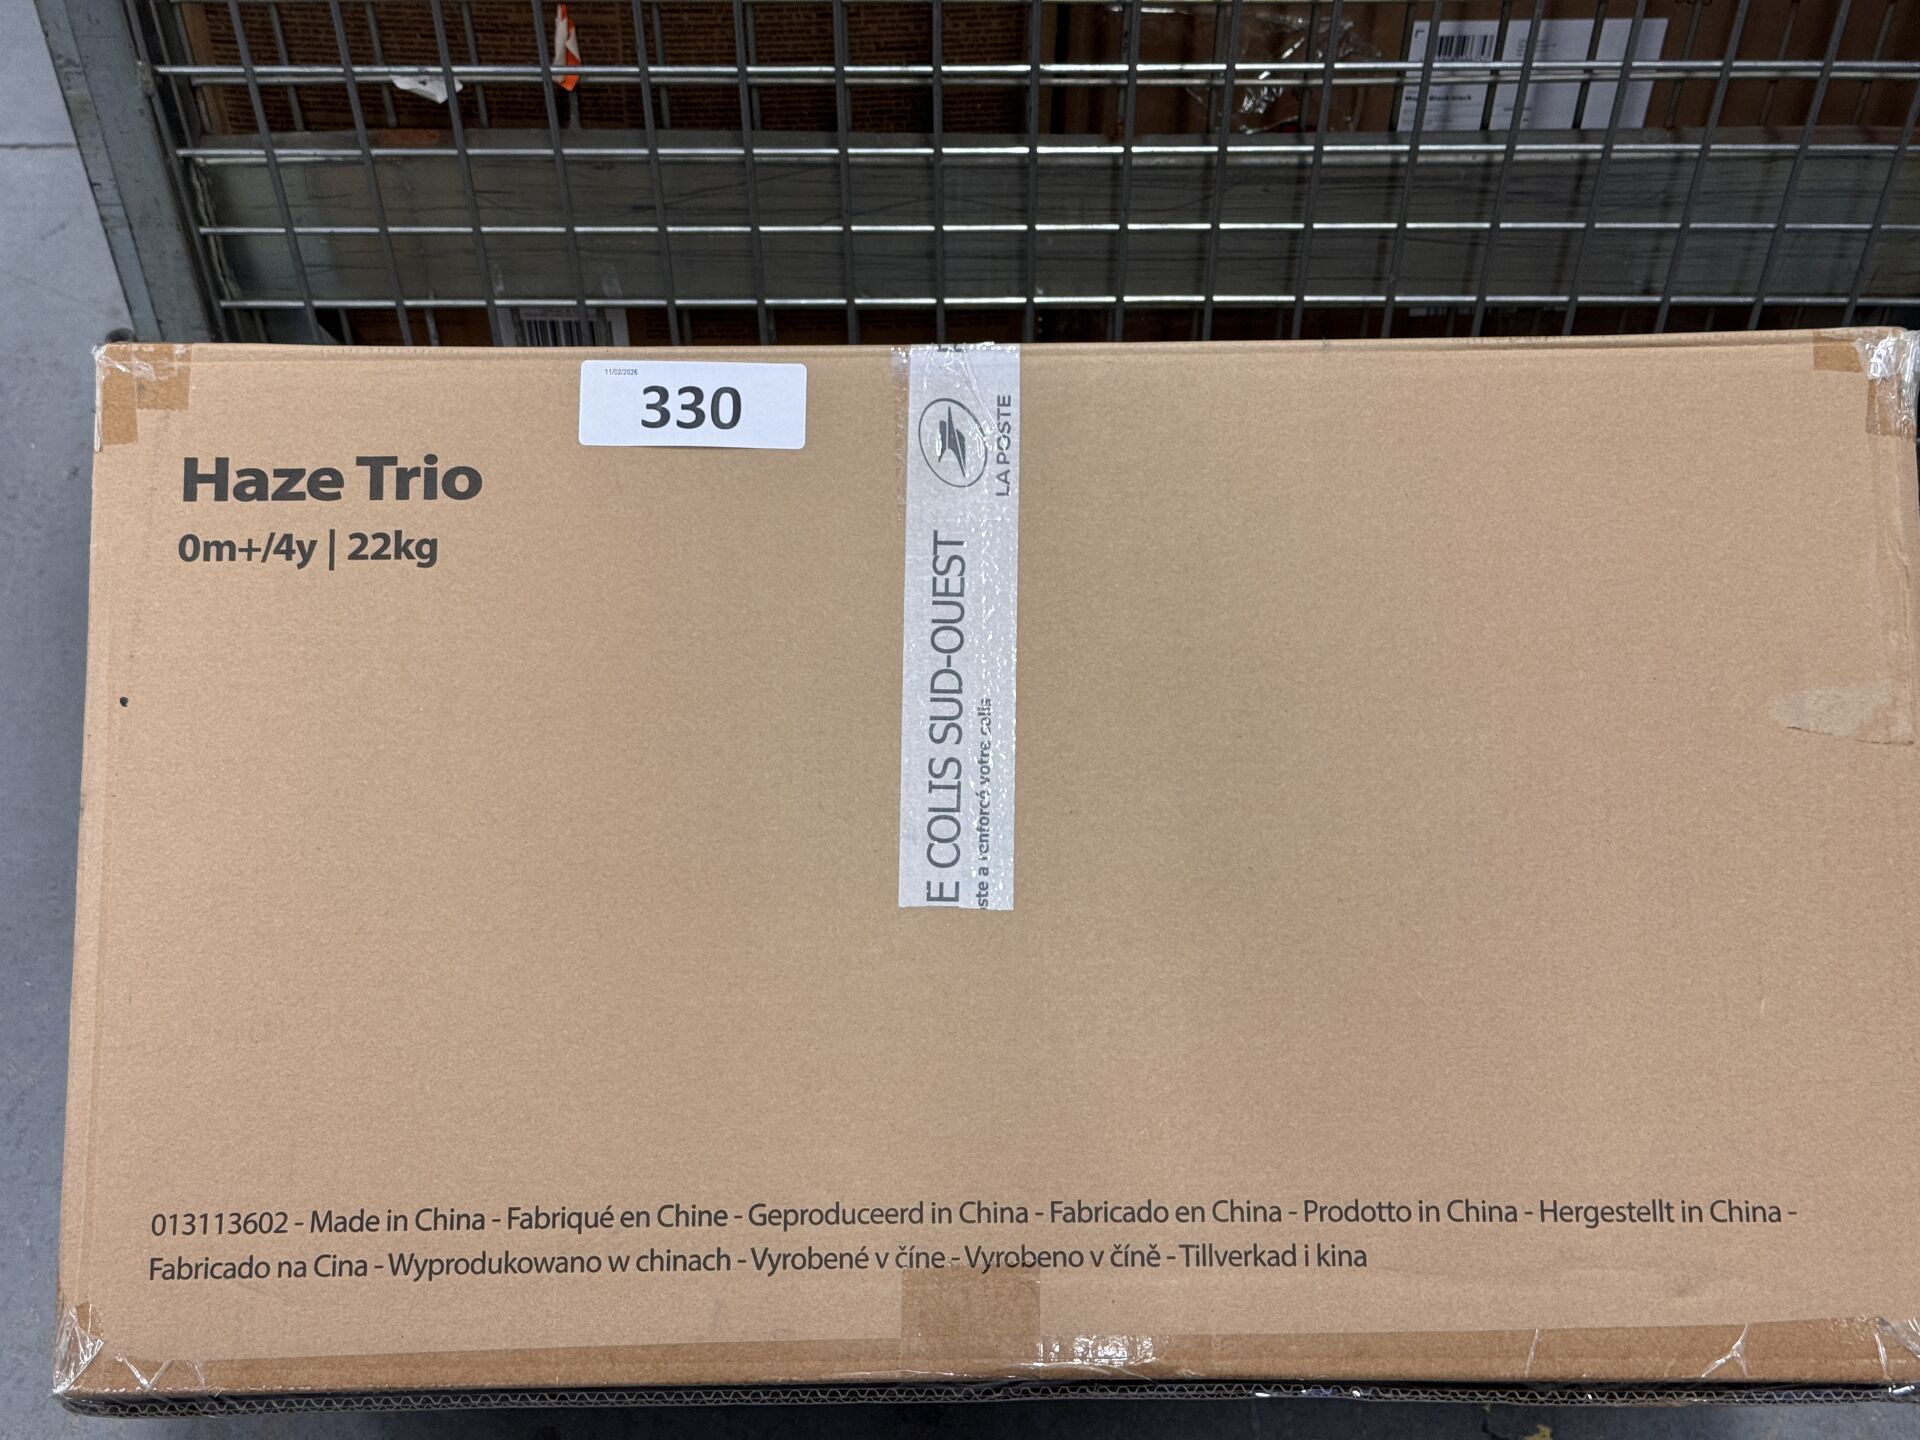 11/02/2026
330
Haze Trio
0m+/4y | 22kg
LA POSTE
E COLIS SUD-OUEST
ste a renforcé votre colis
013113602 - Made in China - Fabriqué en Chine - Geproduceerd in China - Fabricado en China - Prodotto in China - Hergestellt in China -
Fabricado na Cina - Wyprodukowano w chinach - Vyrobené v číne - Vyrobeno v číně - Tillverkad i kina